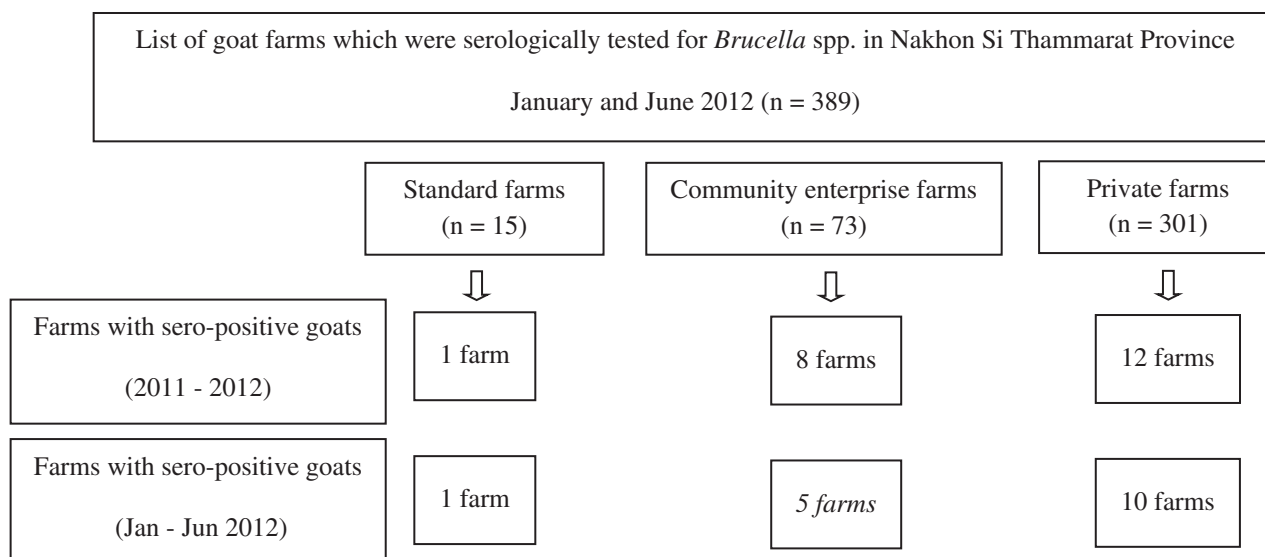 List of goat farms which were serologically tested for Brucella spp. in Nakhon Si Thammarat Province
January and June 2012 (n = 389)
Standard farms
(n = 15)
Community enterprise farms
(n = 73)
Private farms
(n = 301)
Farms with sero-positive goats
(2011 - 2012)
1 farm
8 farms
12 farms
Farms with sero-positive goats
(Jan - Jun 2012)
1 farm
5 farms
10 farms